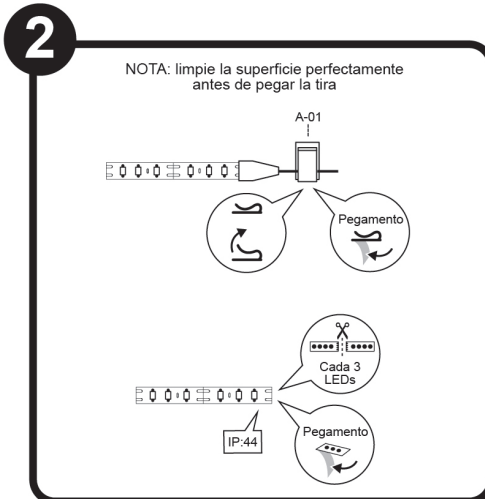 2
NOTA: limpie la superficie perfectamente
antes de pegar la tira
A-01
Pegamento
Cada 3
LEDs
IP:44
Pegamento